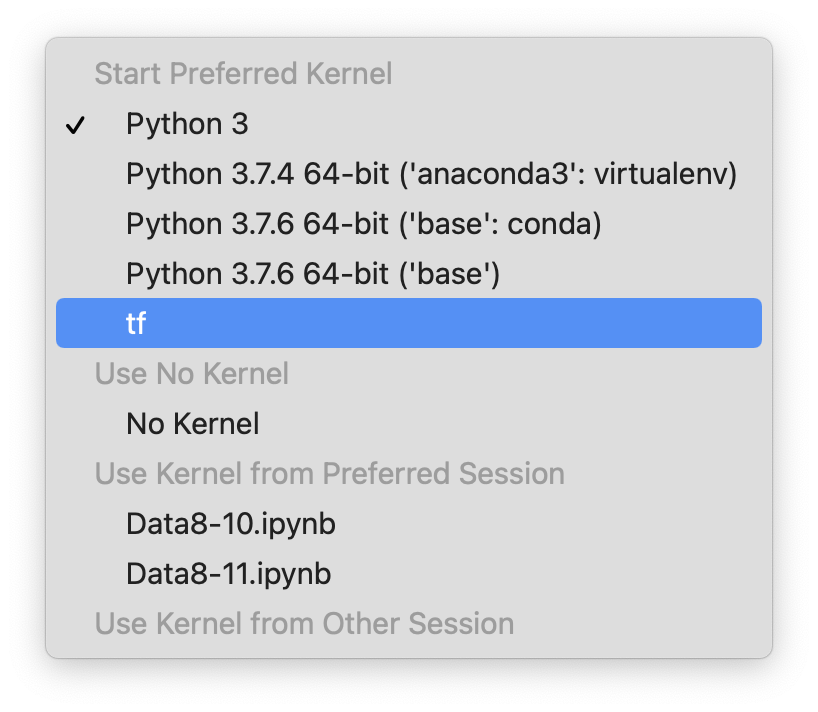 Start Preferred Kernel
✓ Python 3
Python 3.7.4 64-bit ('anaconda3': virtualenv)
Python 3.7.6 64-bit ('base': conda)
Python 3.7.6 64-bit ('base')
tf
Use No Kernel
No Kernel
Use Kernel from Preferred Session
Data8-10.ipynb
Data8-11.ipynb
Use Kernel from Other Session